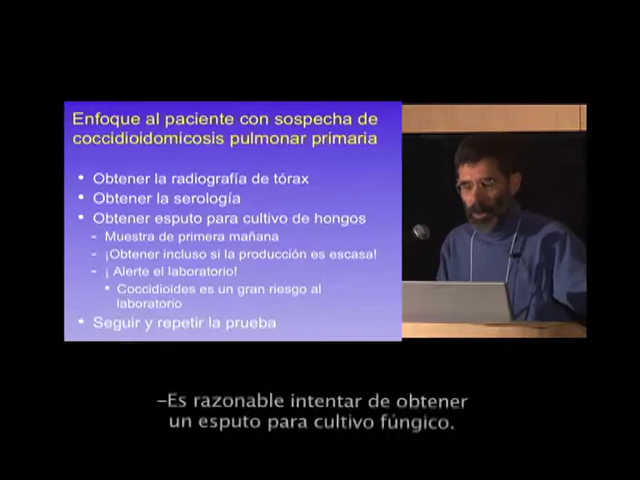 Enfoque al paciente con sospecha de
coccidioidomicosis pulmonar primaria
• Obtener la radiografía de tórax
• Obtener la serología
• Obtener esputo para cultivo de hongos
– Muestra de primera mañana
– ¡Obtener incluso si la producción es escasa!
– ¡ Alerte el laboratorio!
• Coccidioides es un gran riesgo al
laboratorio
• Seguir y repetir la prueba
–Es razonable intentar de obtener
un esputo para cultivo fúngico.